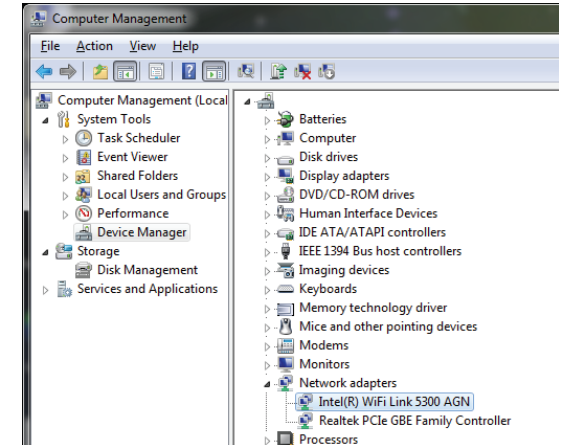 Computer Management
File Action View Help
Computer Management (Local
System Tools
Task Scheduler
Event Viewer
Shared Folders
Local Users and Groups
Performance
Device Manager
Storage
Disk Management
Services and Applications
Batteries
Computer
Disk drives
Display adapters
DVD/CD-ROM drives
Human Interface Devices
IDE ATA/ATAPI controllers
IEEE 1394 Bus host controllers
Imaging devices
Keyboards
Memory technology driver
Mice and other pointing devices
Modems
Monitors
Network adapters
Intel(R) WiFi Link 5300 AGN
Realtek PCIe GBE Family Controller
Processors